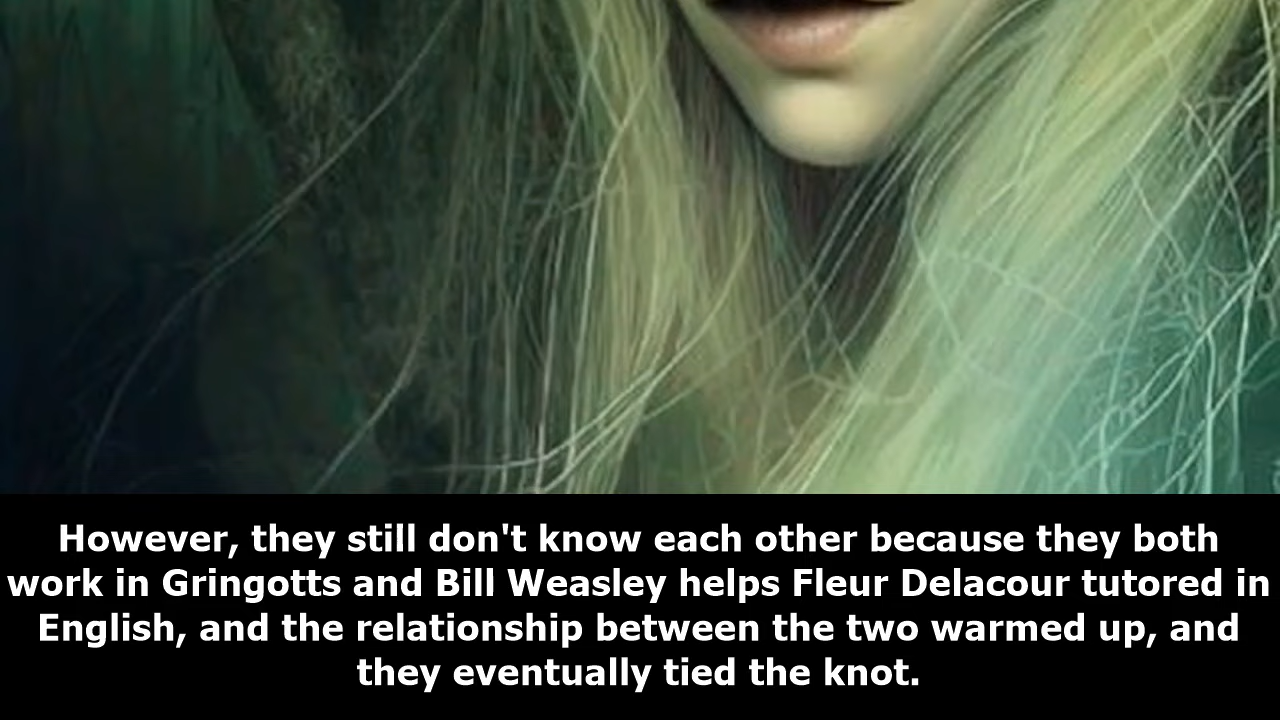 However, they still don't know each other because they both
work in Gringotts and Bill Weasley helps Fleur Delacour tutored in
English, and the relationship between the two warmed up, and
they eventually tied the knot.